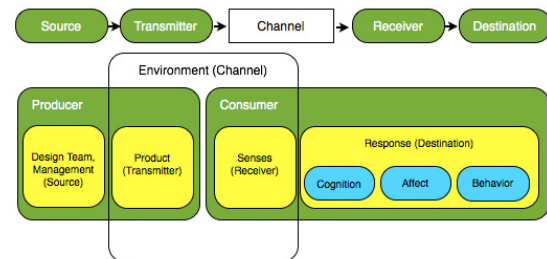 Source
Transmitter
Channel
Receiver
Destination
Environment (Channel)
Producer
Consumer
Design Team,
Management
(Source)
Product
(Transmitter)
Senses
(Receiver)
Response (Destination)
Cognition
Affect
Behavior